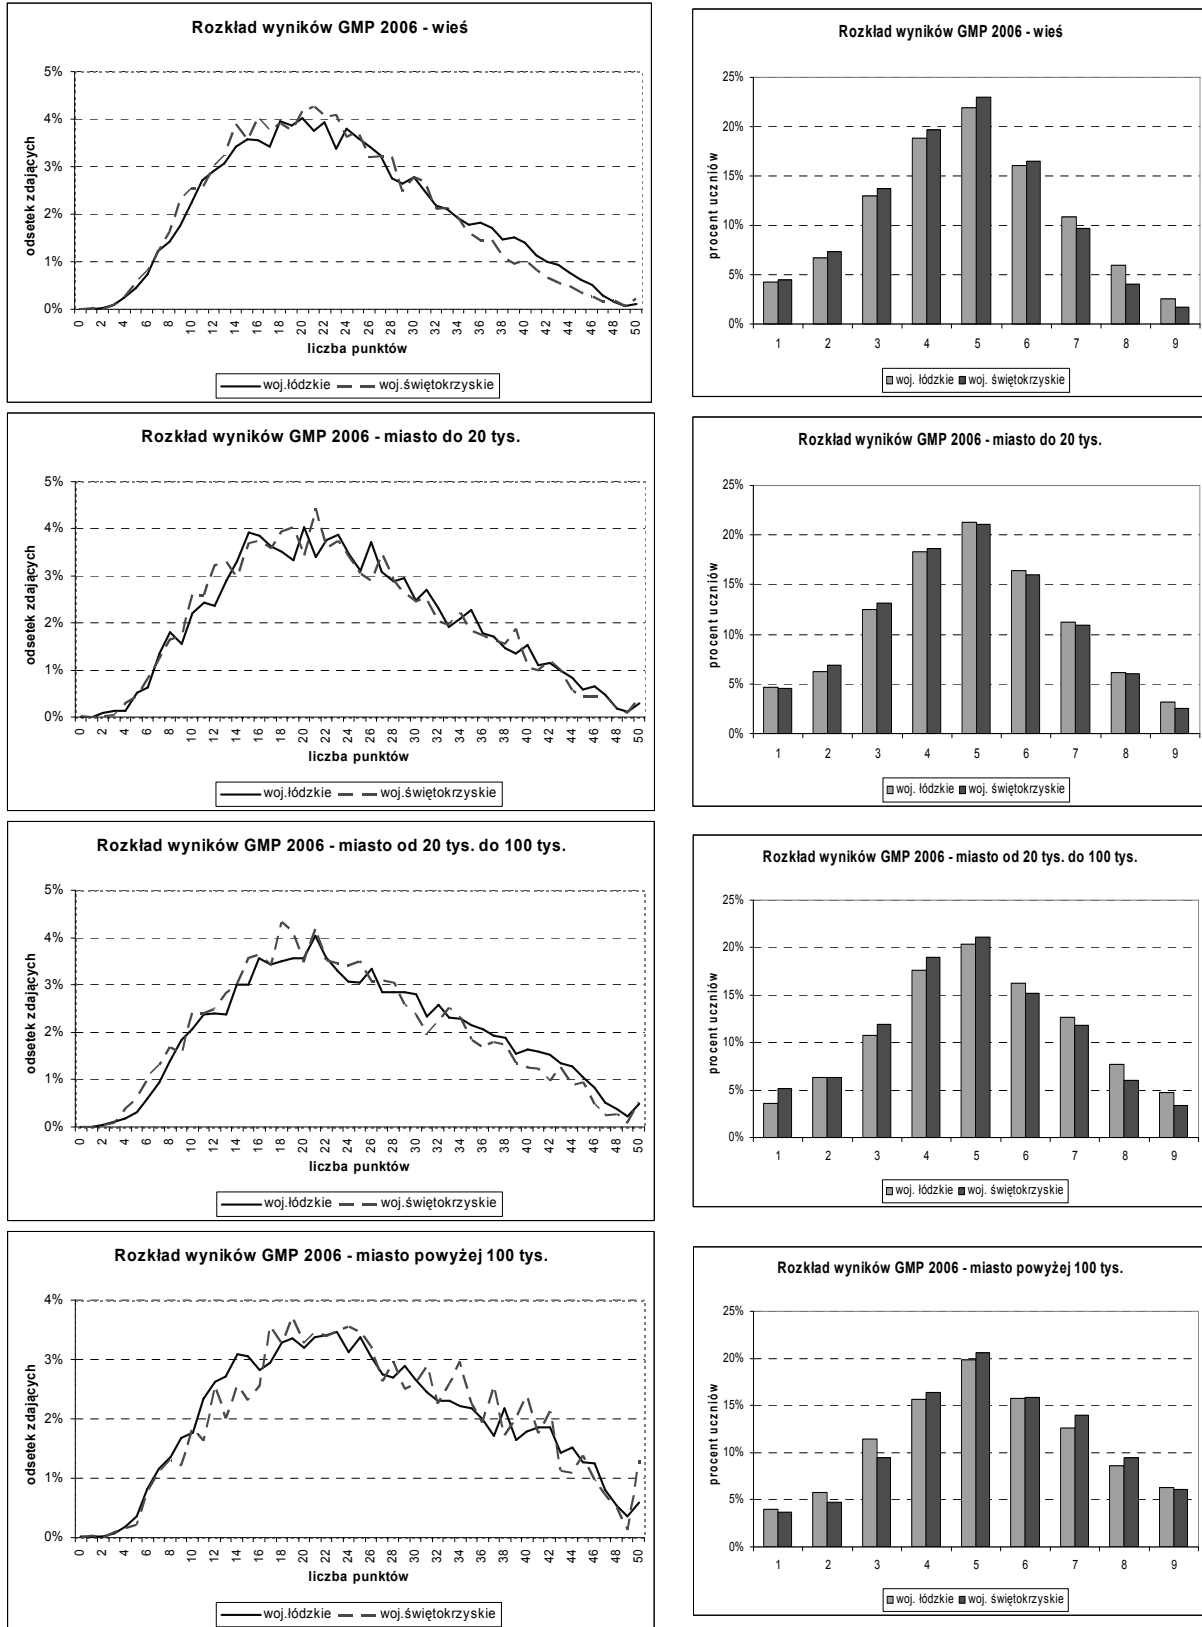 Rozkład wyników GMP 2006 - wieś
5%
4%
3%
2%
1%
0%
odsetek zdających
0 2 4 6 8 10 12 14 16 18 20 22 24 26 28 30 32 34 36 38 40 42 44 46 48 50
liczba punktów
woj.łódzkie woj.świętokrzyskie
Rozkład wyników GMP 2006 - wieś
25%
20%
15%
10%
5%
0%
procent uczniów
1 2 3 4 5 6 7 8 9
woj. łódzkie woj. świętokrzyskie
Rozkład wyników GMP 2006 - miasto do 20 tys.
5%
4%
3%
2%
1%
0%
odsetek zdających
0 2 4 6 8 10 12 14 16 18 20 22 24 26 28 30 32 34 36 38 40 42 44 46 48 50
liczba punktów
woj.łódzkie woj.świętokrzyskie
Rozkład wyników GMP 2006 - miasto do 20 tys.
25%
20%
15%
10%
5%
0%
procent uczniów
1 2 3 4 5 6 7 8 9
woj. łódzkie woj. świętokrzyskie
Rozkład wyników GMP 2006 - miasto od 20 tys. do 100 tys.
5%
4%
3%
2%
1%
0%
odsetek zdających
0 2 4 6 8 10 12 14 16 18 20 22 24 26 28 30 32 34 36 38 40 42 44 46 48 50
liczba punktów
woj.łódzkie woj.świętokrzyskie
Rozkład wyników GMP 2006 - miasto od 20 tys. do 100 tys.
25%
20%
15%
10%
5%
0%
procent uczniów
1 2 3 4 5 6 7 8 9
woj. łódzkie woj. świętokrzyskie
Rozkład wyników GMP 2006 - miasto powyżej 100 tys.
4%
3%
2%
1%
0%
odsetek zdających
0 2 4 6 8 10 12 14 16 18 20 22 24 26 28 30 32 34 36 38 40 42 44 46 48 50
liczba punktów
woj.łódzkie woj.świętokrzyskie
Rozkład wyników GMP 2006 - miasto powyżej 100 tys.
25%
20%
15%
10%
5%
0%
procent uczniów
1 2 3 4 5 6 7 8 9
woj. łódzkie woj. świętokrzyskie